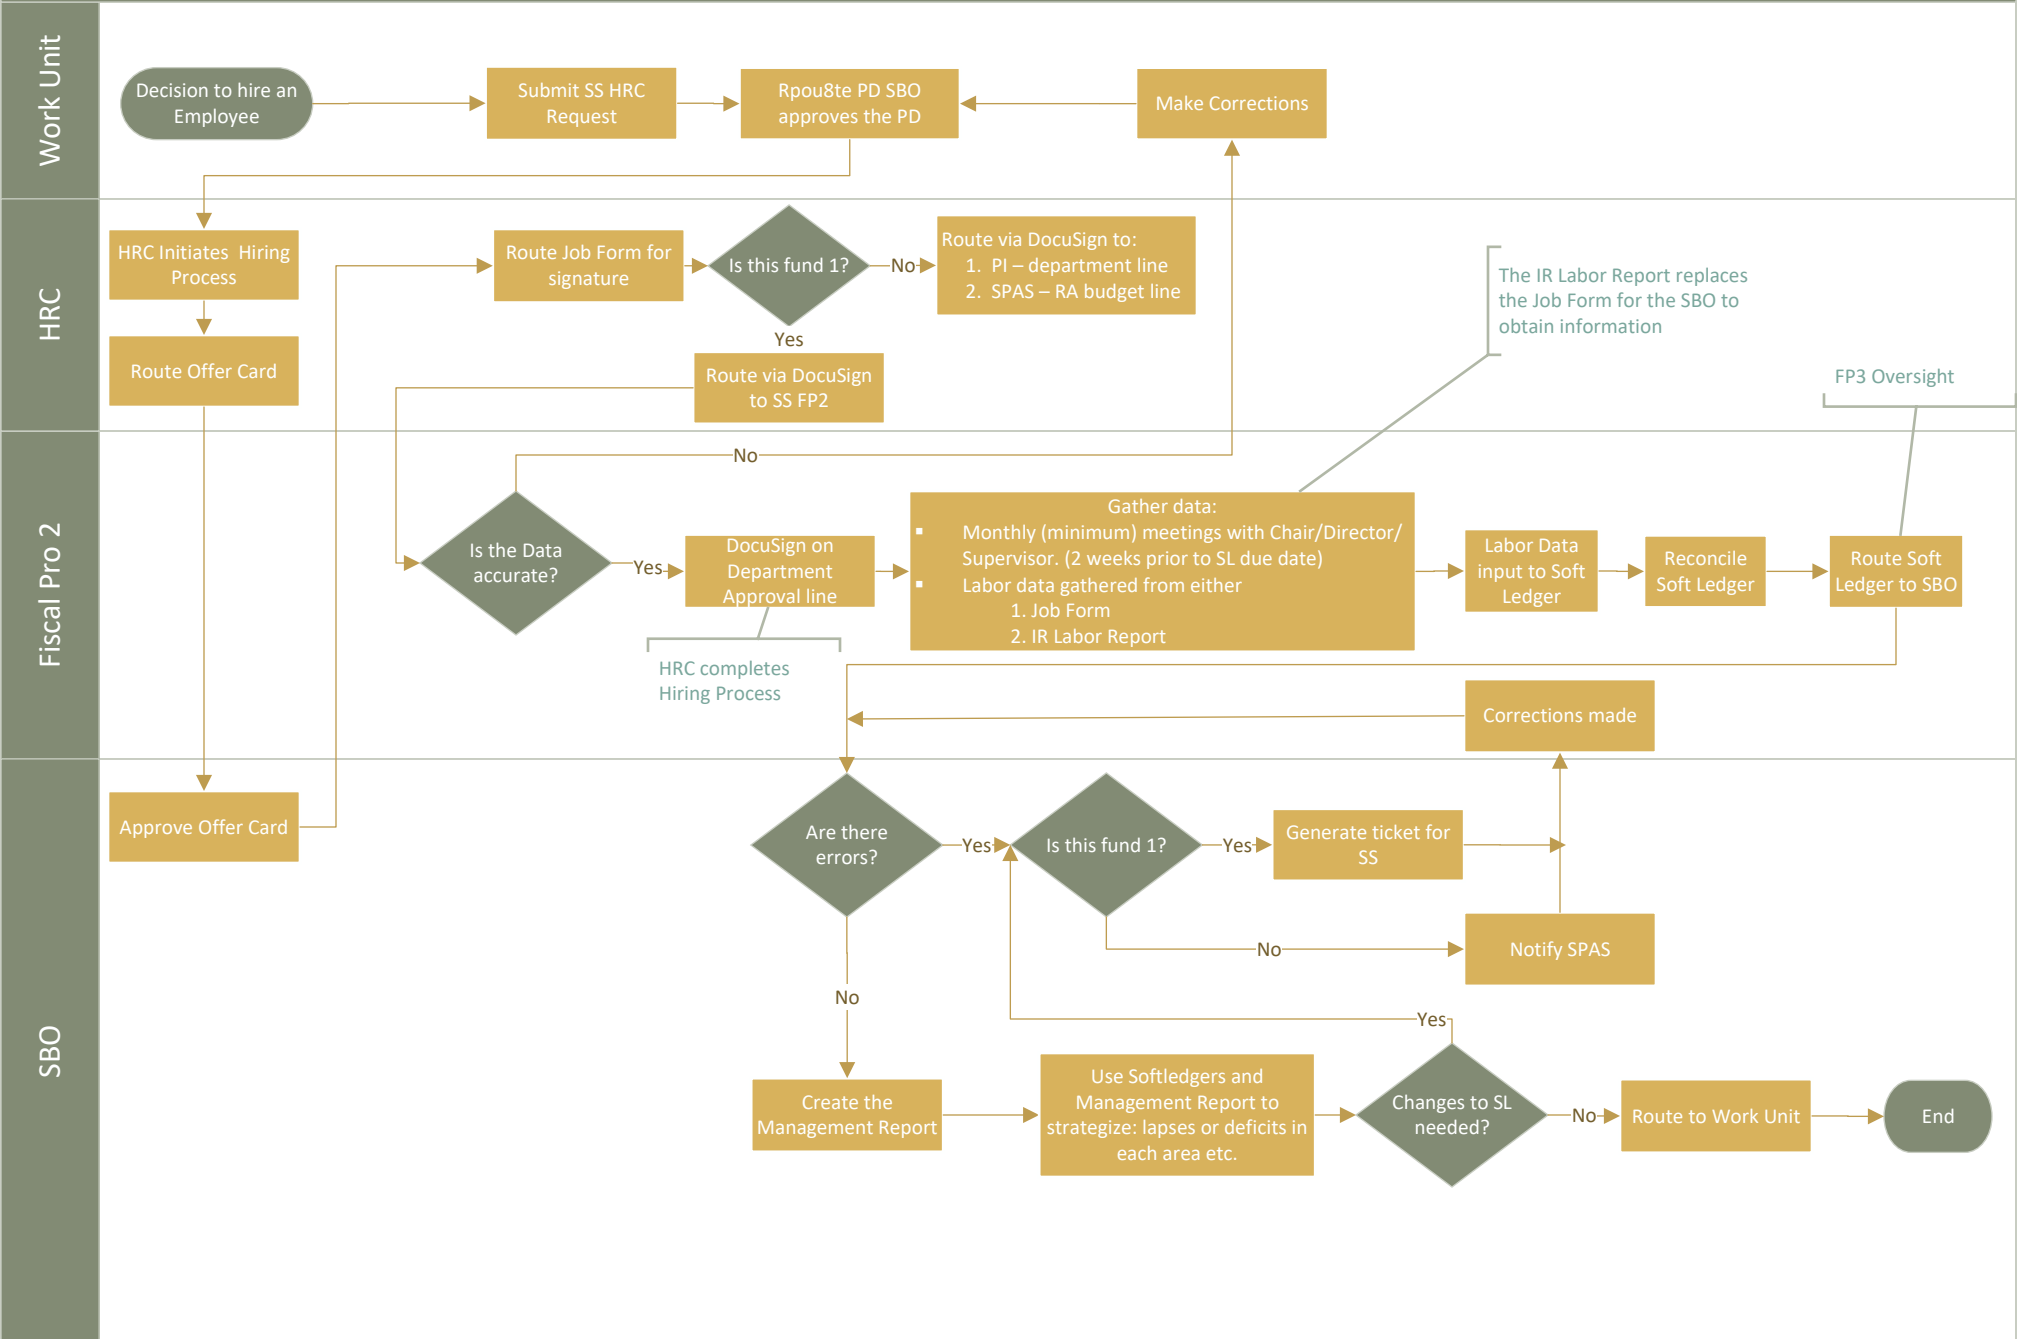 Work Unit
Decision to hire an
Employee
Submit SS HRC
Request
Rpou8te PD SBO
approves the PD
Make Corrections
HRC
HRC Initiates Hiring
Process
Route Offer Card
Route Job Form for
signature
Is this fund 1?
No
Route via DocuSign to:
1. PI – department line
2. SPAS – RA budget line
Yes
Route via DocuSign
to SS FP2
The IR Labor Report replaces
the Job Form for the SBO to
obtain information
FP3 Oversight
Fiscal Pro 2
No
Is the Data
accurate?
Yes
DocuSign on
Department
Approval line
HRC completes
Hiring Process
Gather data:
▪ Monthly (minimum) meetings with Chair/Director/
Supervisor. (2 weeks prior to SL due date)
▪ Labor data gathered from either
1. Job Form
2. IR Labor Report
Labor Data
input to Soft
Ledger
Reconcile
Soft Ledger
Route Soft
Ledger to SBO
Corrections made
SBO
Approve Offer Card
Are there
errors?
Yes
Is this fund 1?
Yes
Generate ticket for
SS
No
Notify SPAS
No
Yes
Create the
Management Report
Use Softledgers and
Management Report to
strategize: lapses or deficits in
each area etc.
Changes to SL
needed?
No
Route to Work Unit
End